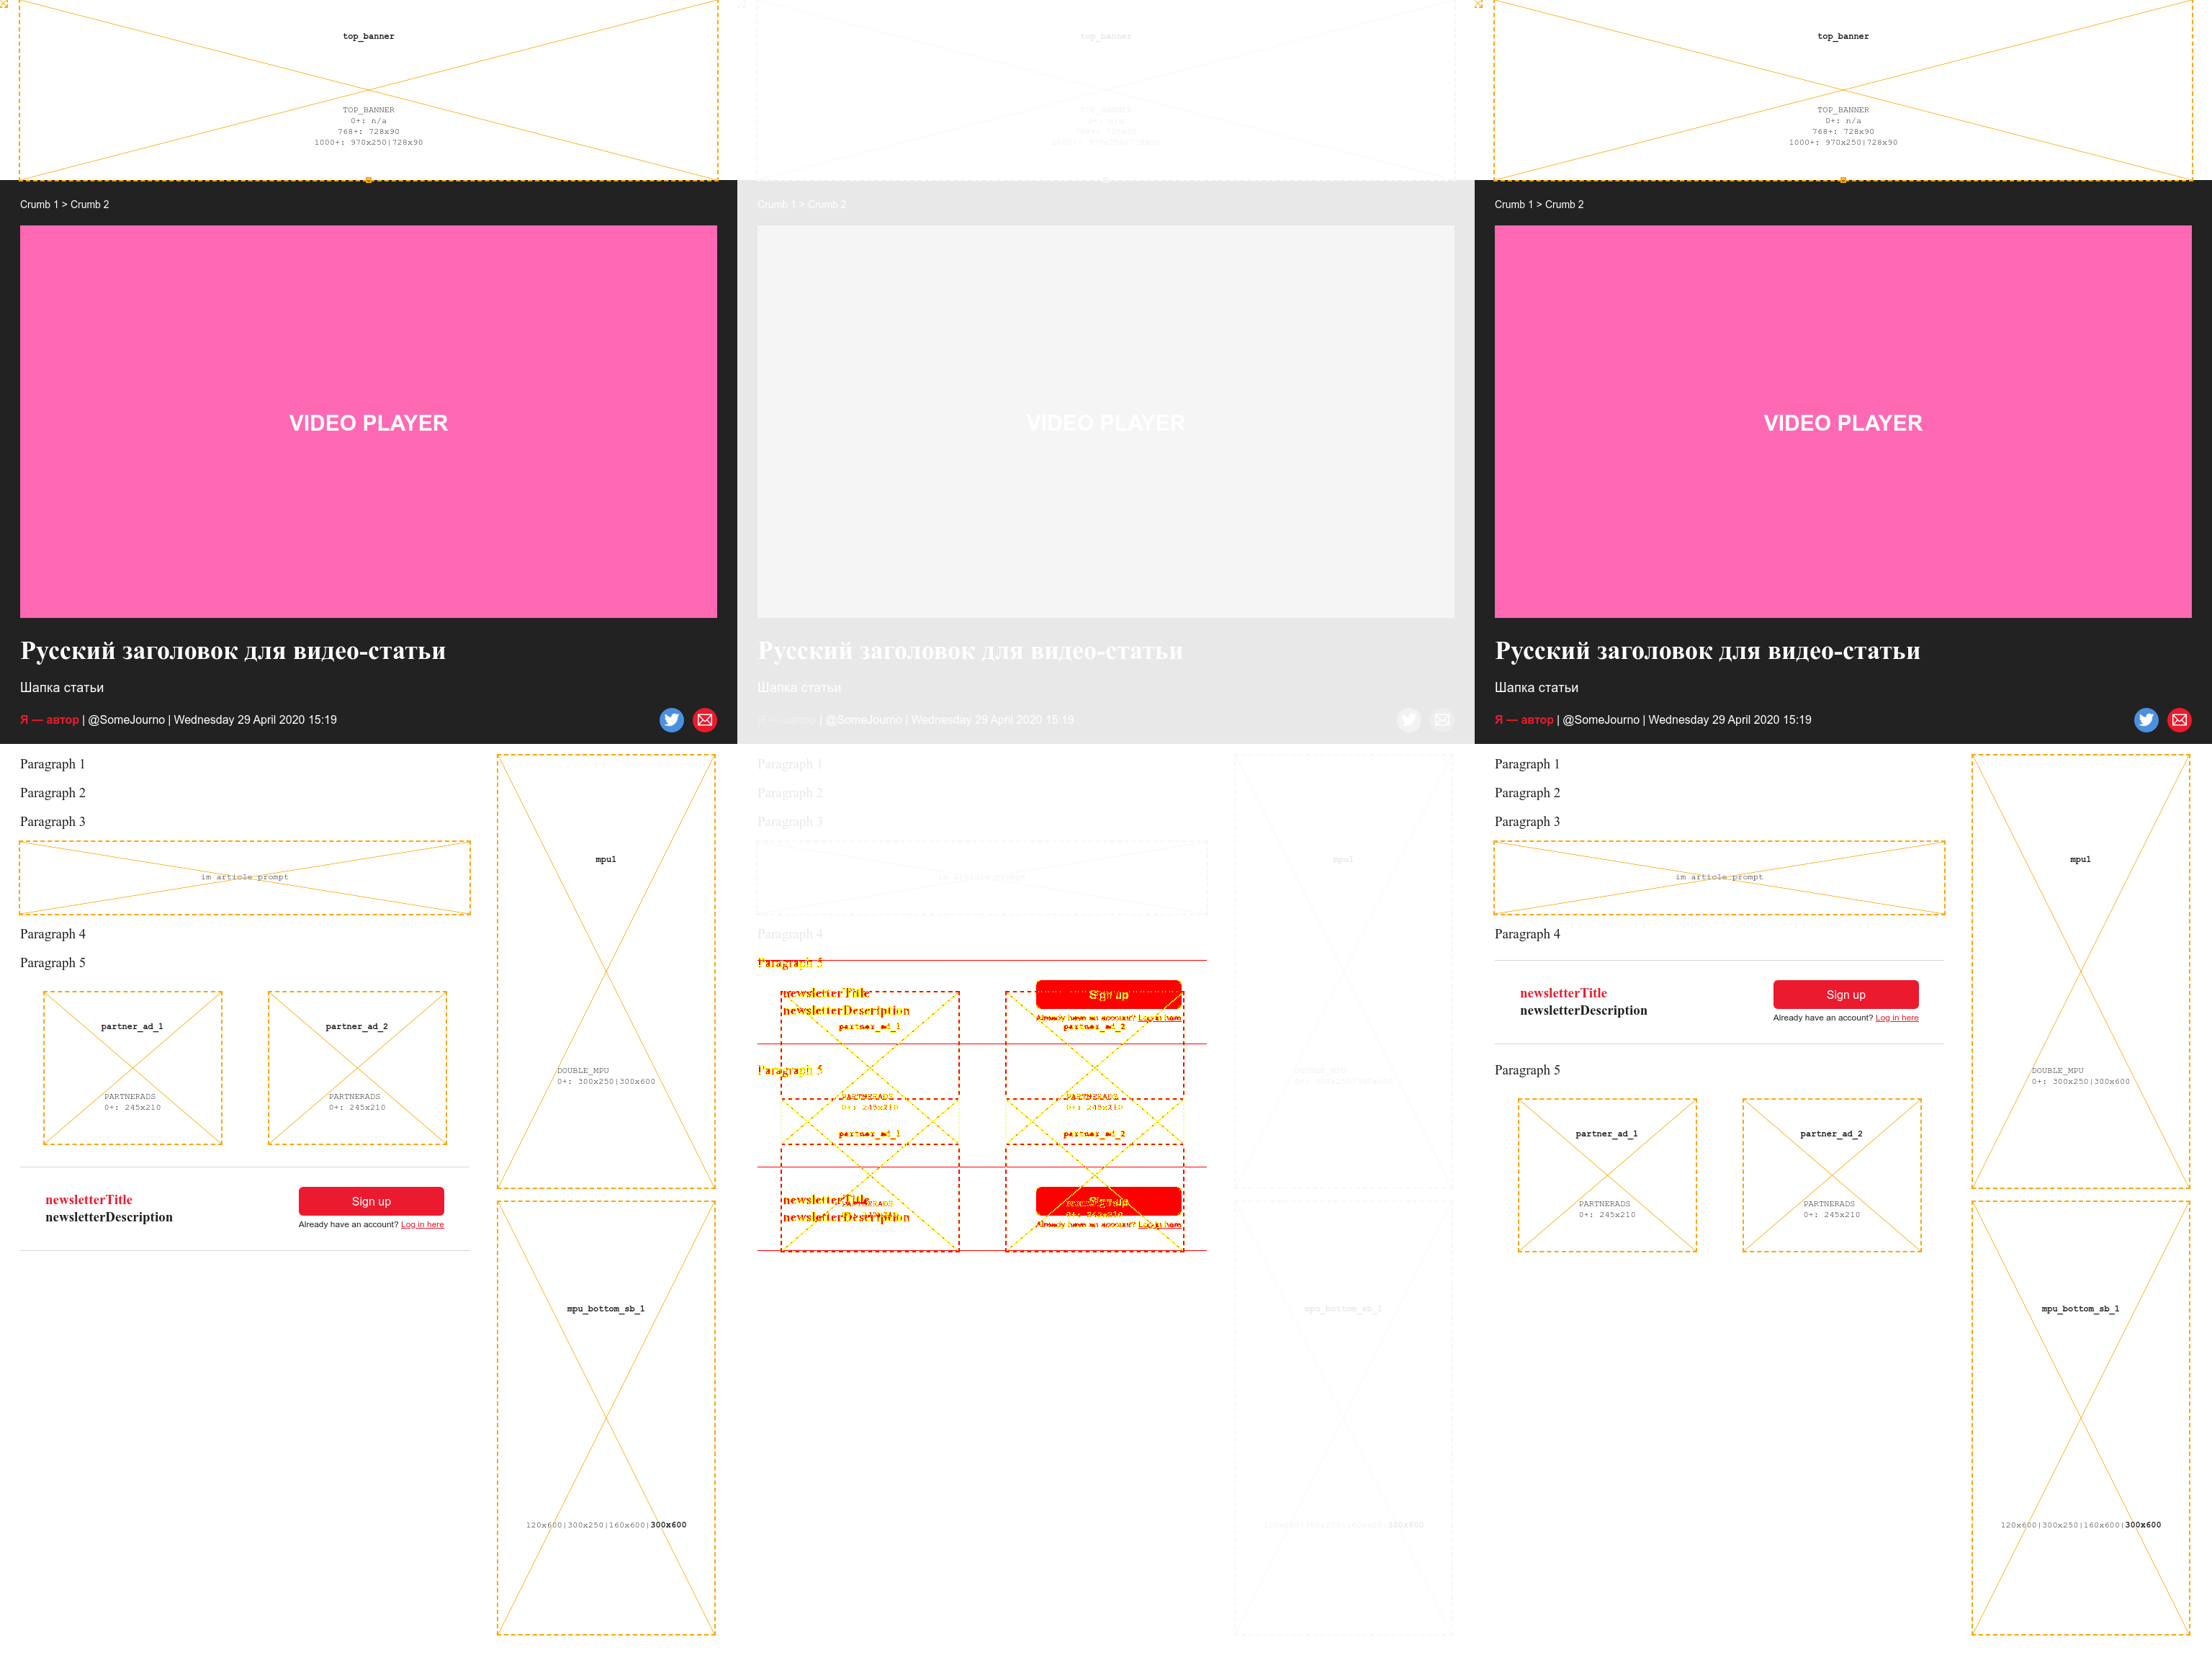 top_banner
TOP_BANNER
0+: n/a
768+: 728x90
1000+: 970x250|728x90
Crumb 1 > Crumb 2
VIDEO PLAYER
Русский заголовок для видео-статьи
Шапка статьи
Я — автор | @SomeJourno | Wednesday 29 April 2020 15:19
Paragraph 1
Paragraph 2
Paragraph 3
im article prompt
Paragraph 4
Paragraph 5
partner_ad_1
PARTNERADS
0+: 245x210
partner_ad_2
PARTNERADS
0+: 245x210
newsletterTitle
newsletterDescription
Sign up
Already have an account? Log in here
mpu1
DOUBLE_MPU
0+: 300x250|300x600
mpu_bottom_sb_1
120x600|300x250|160x600|300x600
top_banner
TOP_BANNER
0+: n/a
768+: 728x90
1000+: 970x250|728x90
Crumb 1 > Crumb 2
VIDEO PLAYER
Русский заголовок для видео-статьи
Шапка статьи
Я — автор | @SomeJourno | Wednesday 29 April 2020 15:19
Paragraph 1
Paragraph 2
Paragraph 3
im article prompt
Paragraph 4
Paragraph 5
newsletterTitle
newsletterDescription
Sign up
Already have an account? Log in here
partner_ad_1
partner_ad_2
Paragraph 5
PARTNERADS
0+: 245x210
PARTNERADS
0+: 245x210
partner_ad_1
partner_ad_2
newsletterTitle
newsletterDescription
Sign up
Already have an account? Log in here
mpu1
DOUBLE_MPU
0+: 300x250|300x600
mpu_bottom_sb_1
120x600|300x250|160x600|300x600
top_banner
TOP_BANNER
0+: n/a
768+: 728x90
1000+: 970x250|728x90
Crumb 1 > Crumb 2
VIDEO PLAYER
Русский заголовок для видео-статьи
Шапка статьи
Я — автор | @SomeJourno | Wednesday 29 April 2020 15:19
Paragraph 1
Paragraph 2
Paragraph 3
im article prompt
Paragraph 4
newsletterTitle
newsletterDescription
Sign up
Already have an account? Log in here
Paragraph 5
partner_ad_1
PARTNERADS
0+: 245x210
partner_ad_2
PARTNERADS
0+: 245x210
mpu1
DOUBLE_MPU
0+: 300x250|300x600
mpu_bottom_sb_1
120x600|300x250|160x600|300x600